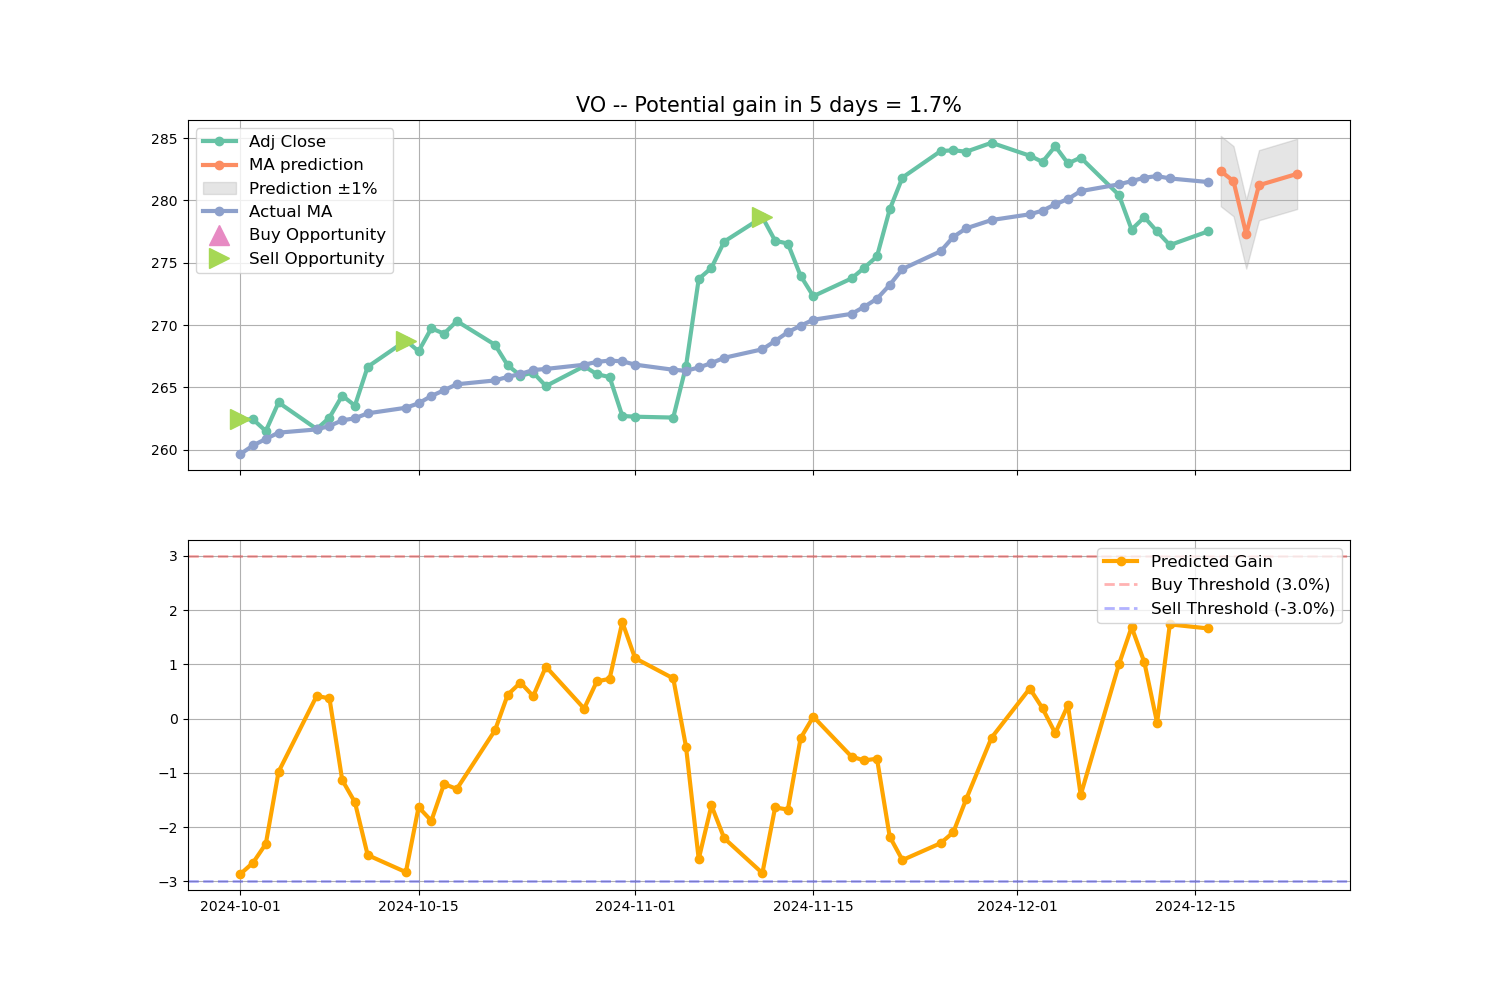 VO -- Potential gain in 5 days = 1.7%
285
280
275
270
265
260
Adj Close
MA prediction
Prediction ±1%
Actual MA
Buy Opportunity
Sell Opportunity
3
2
1
0
−1
−2
−3
Predicted Gain
Buy Threshold (3.0%)
Sell Threshold (-3.0%)
2024-10-01
2024-10-15
2024-11-01
2024-11-15
2024-12-01
2024-12-15